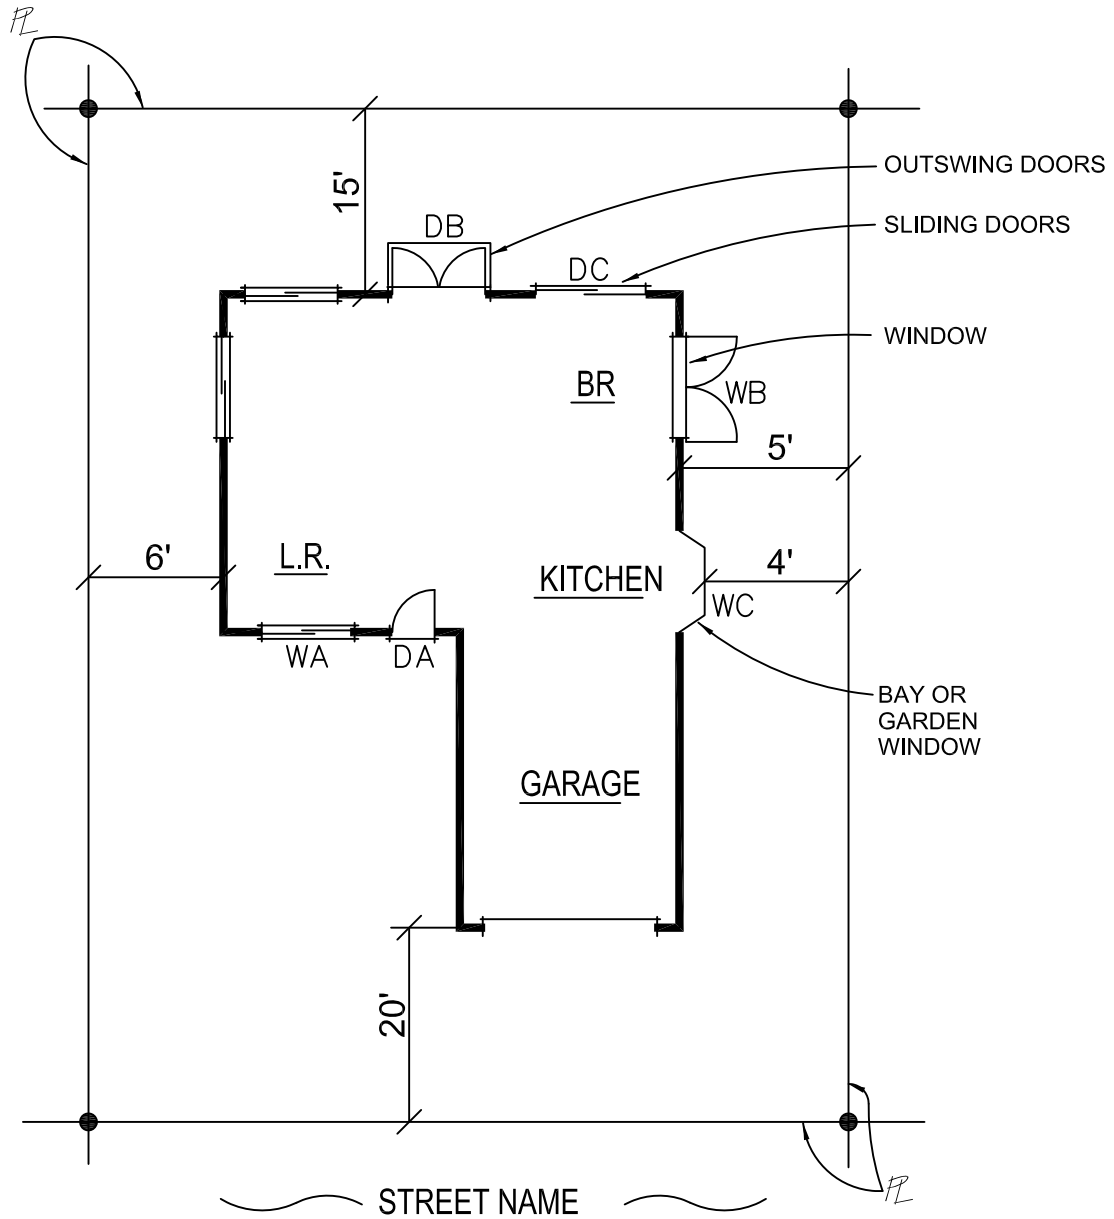 PL
OUTSWING DOORS
15'
SLIDING DOORS
DB
DC
WINDOW
BR
WB
5'
6'
L.R.
KITCHEN
4'
WC
WA
DA
BAY OR
GARDEN
WINDOW
GARAGE
20'
PL
STREET NAME